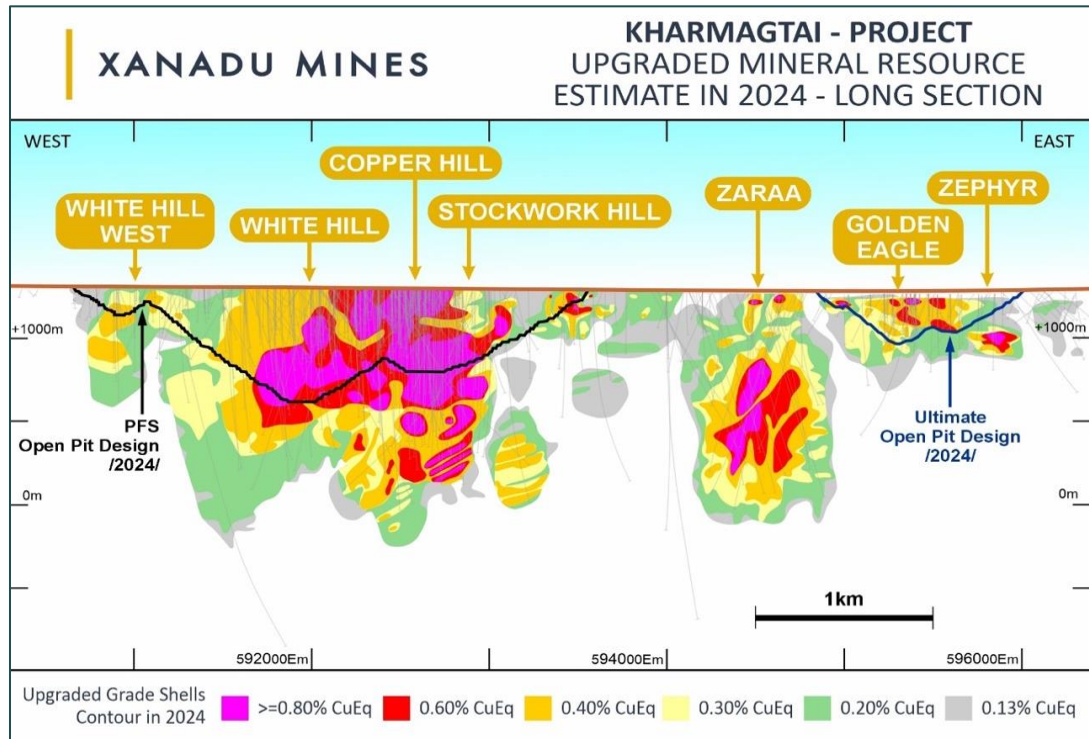 XANADU MINES
KHARMAGTAI - PROJECT
UPGRADED MINERAL RESOURCE
ESTIMATE IN 2024 - LONG SECTION
WEST
EAST
WHITE HILL
WEST
WHITE HILL
COPPER HILL
STOCKWORK HILL
ZARAA
GOLDEN
EAGLE
ZEPHYR
+1000m
+1000m
PFS
Open Pit Design
/2024/
Ultimate
Open Pit Design
/2024/
0m
0m
1km
592000Em
594000Em
596000Em
Upgraded Grade Shells
Contour in 2024
>=0.80% CuEq
0.60% CuEq
0.40% CuEq
0.30% CuEq
0.20% CuEq
0.13% CuEq